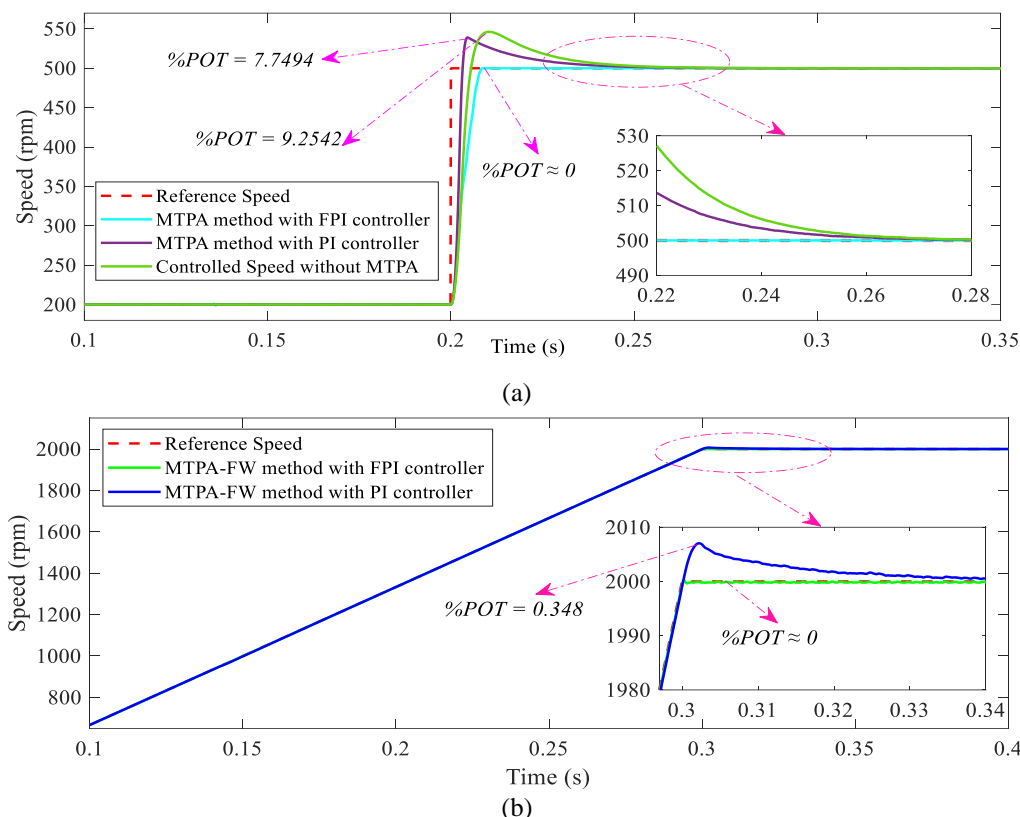 550
500
450
400
350
300
250
200
Speed (rpm)
%POT = 7.7494
%POT = 9.2542
%POT ≈ 0
Reference Speed
MTPA method with FPI controller
MTPA method with PI controller
Controlled Speed without MTPA
530
520
510
500
490
0.22
0.24
0.26
0.28
0.1
0.15
0.2
0.25
0.3
0.35
Time (s)
(a)
2000
1800
1600
1400
1200
1000
800
Speed (rpm)
Reference Speed
MTPA-FW method with FPI controller
MTPA-FW method with PI controller
%POT = 0.348
2010
2000
1990
1980
%POT ≈ 0
0.3
0.31
0.32
0.33
0.34
0.1
0.15
0.2
0.25
0.3
0.35
0.4
Time (s)
(b)